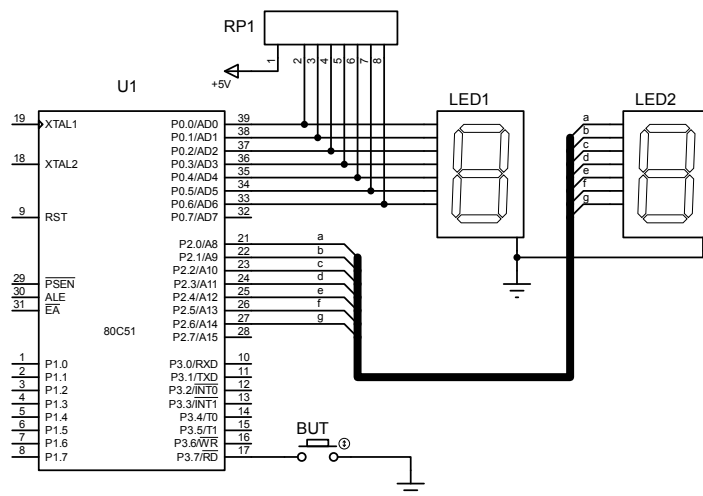 RP1
1
2
3
4
5
6
7
8
+5V
U1
LED1
LED2
19 XTAL1
18 XTAL2
9 RST
29 PSEN
30 ALE
31 EA
80C51
1 P1.0
2 P1.1
3 P1.2
4 P1.3
5 P1.4
6 P1.5
7 P1.6
8 P1.7
P0.0/AD0 39
P0.1/AD1 38
P0.2/AD2 37
P0.3/AD3 36
P0.4/AD4 35
P0.5/AD5 34
P0.6/AD6 33
P0.7/AD7 32
P2.0/A8 21 a
P2.1/A9 22 b
P2.2/A10 23 c
P2.3/A11 24 d
P2.4/A12 25 e
P2.5/A13 26 f
P2.6/A14 27 g
P2.7/A15 28
P3.0/RXD 10
P3.1/TXD 11
P3.2/INT0 12
P3.3/INT1 13
P3.4/T0 14
P3.5/T1 15
P3.6/WR 16
P3.7/RD 17
BUT
a
b
c
d
e
f
g